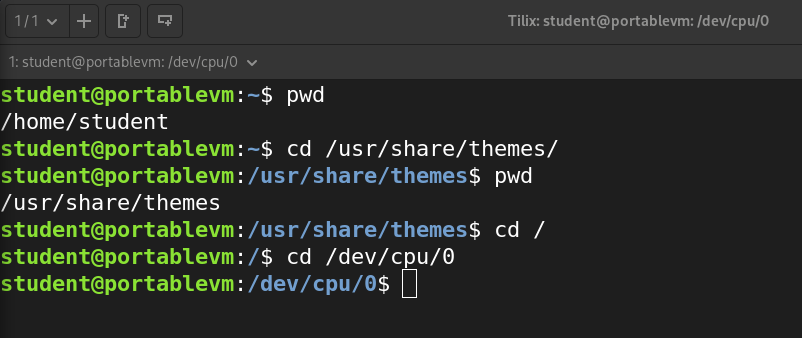 1 / 1
Tilix: student@portablevm: /dev/cpu/0
1: student@portablevm: /dev/cpu/0
student@portablevm:~$ pwd
/home/student
student@portablevm:~$ cd /usr/share/themes/
student@portablevm:/usr/share/themes$ pwd
/usr/share/themes
student@portablevm:/usr/share/themes$ cd /
student@portablevm:/$ cd /dev/cpu/0
student@portablevm:/dev/cpu/0$